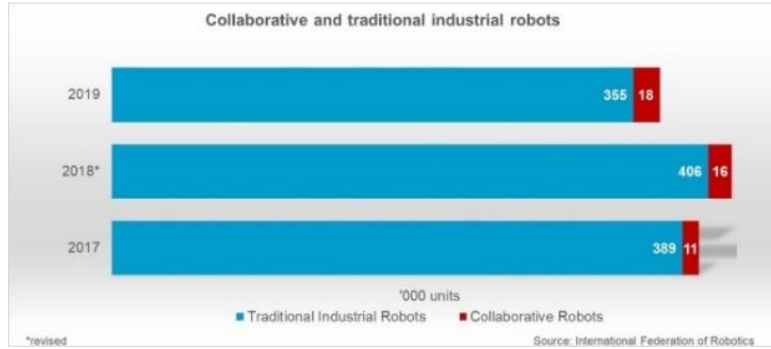 Collaborative and traditional industrial robots
2019 355 18
2018* 406 16
2017 389 11
'000 units
Traditional Industrial Robots Collaborative Robots
*revised Source: International Federation of Robotics